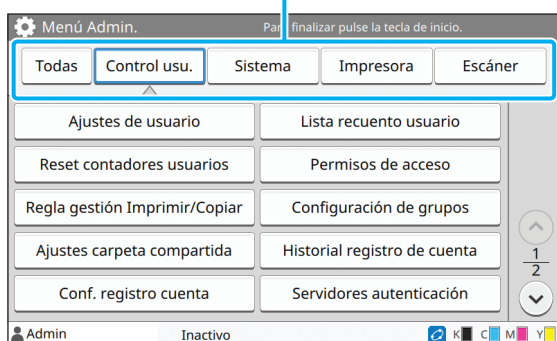 Menú Admin. Para finalizar pulse la tecla de inicio.
Todas Control usu. Sistema Impresora Escáner
Ajustes de usuario Lista recuento usuario
Reset contadores usuarios Permisos de acceso
Regla gestión Imprimir/Copiar Configuración de grupos
Ajustes carpeta compartida Historial registro de cuenta
1
2
Conf. registro cuenta Servidores autenticación
Admin Inactivo K C M Y